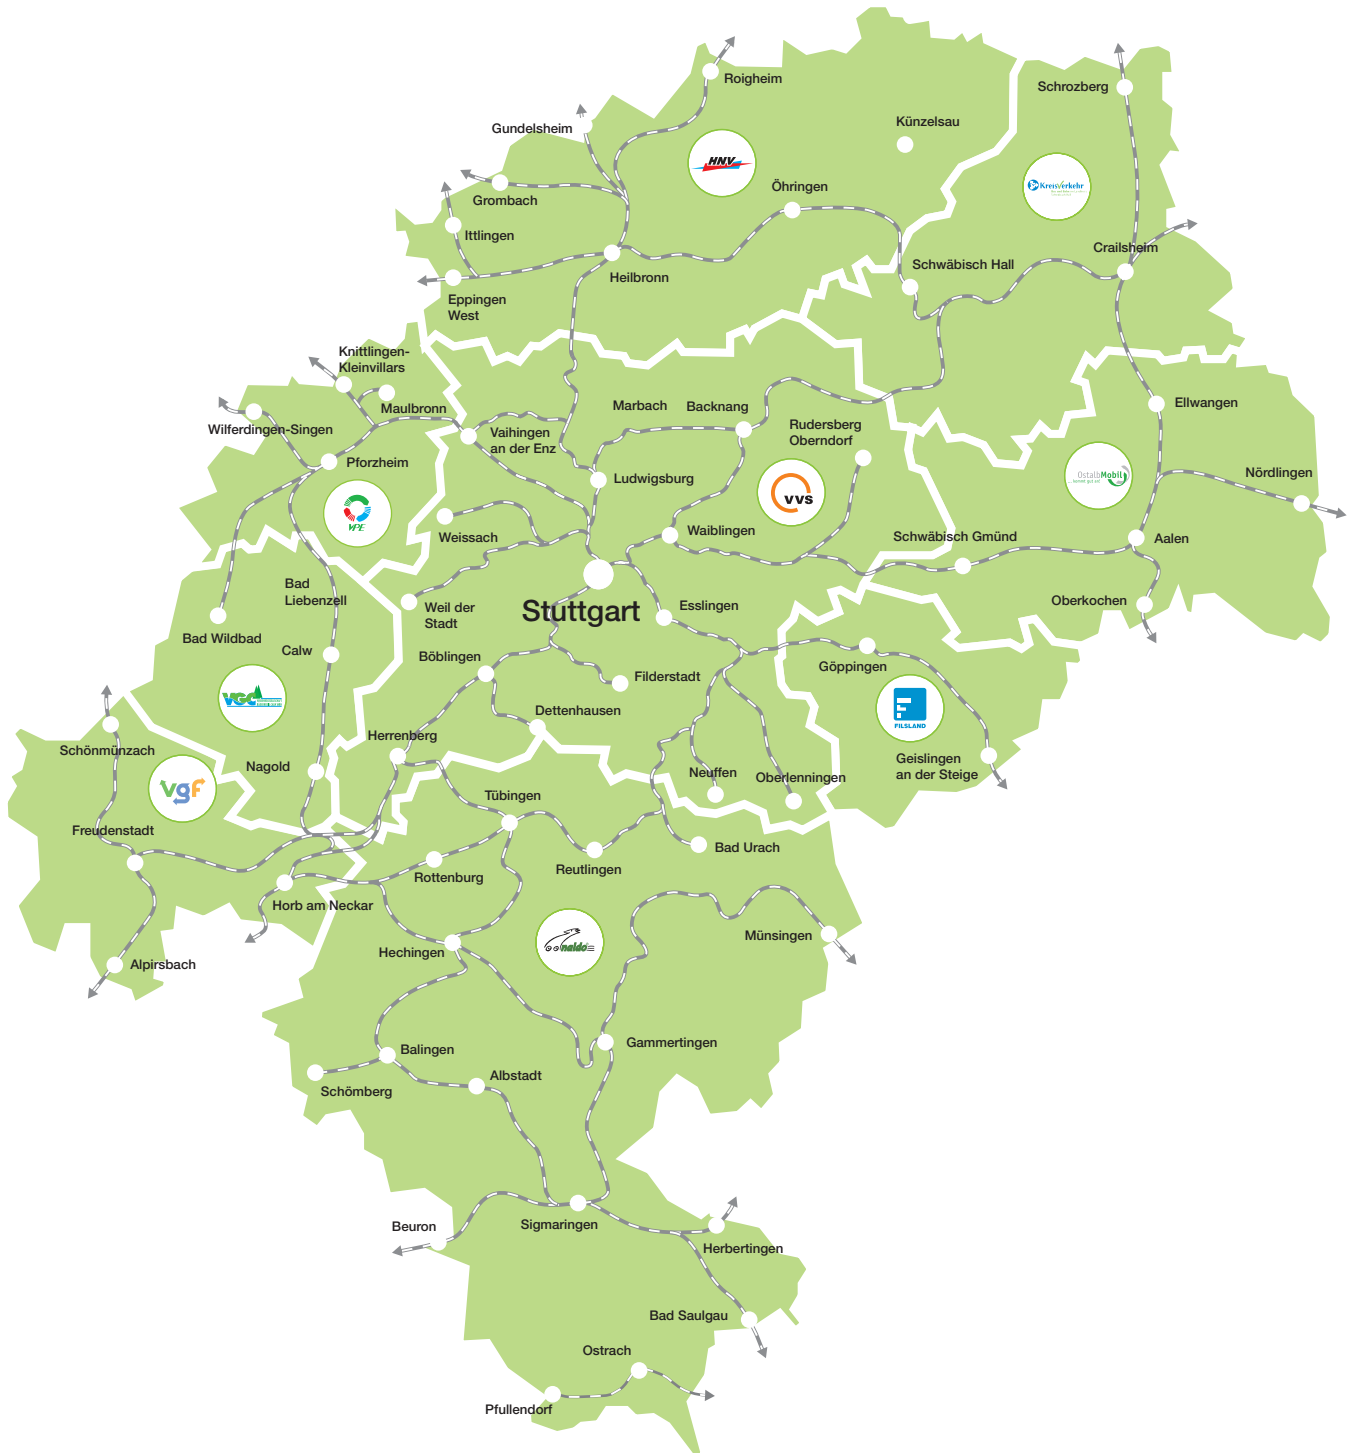 Roigheim
Schrozberg
Künzelsau
Gundelsheim
HNV
KreisVerkehr
Öhringen
Grombach
Ittlingen
Crailsheim
Schwäbisch Hall
Heilbronn
Eppingen
West
Knittlingen-
Kleinvillars
Maulbronn
Marbach
Backnang
Ellwangen
Wilferdingen-Singen
Vaihingen
an der Enz
Rudersberg
Oberndorf
Pforzheim
Ludwigsburg
OstalbMobil
Nördlingen
VVS
VPE
Weissach
Waiblingen
Schwäbisch Gmünd
Aalen
Bad
Liebenzell
Weil der
Stadt
Stuttgart
Esslingen
Oberkochen
Bad Wildbad
Calw
Böblingen
Filderstadt
Göppingen
VGC
Dettenhausen
FILSLAND
Schönmünzach
Herrenberg
Nagold
Neuffen
Oberlenningen
Geislingen
an der Steige
vgf
Tübingen
Freudenstadt
Bad Urach
Rottenburg
Reutlingen
Horb am Neckar
Münsingen
naldo
Hechingen
Alpirsbach
Gammertingen
Balingen
Albstadt
Schömberg
Beuron
Sigmaringen
Herbertingen
Bad Saulgau
Ostrach
Pfullendorf